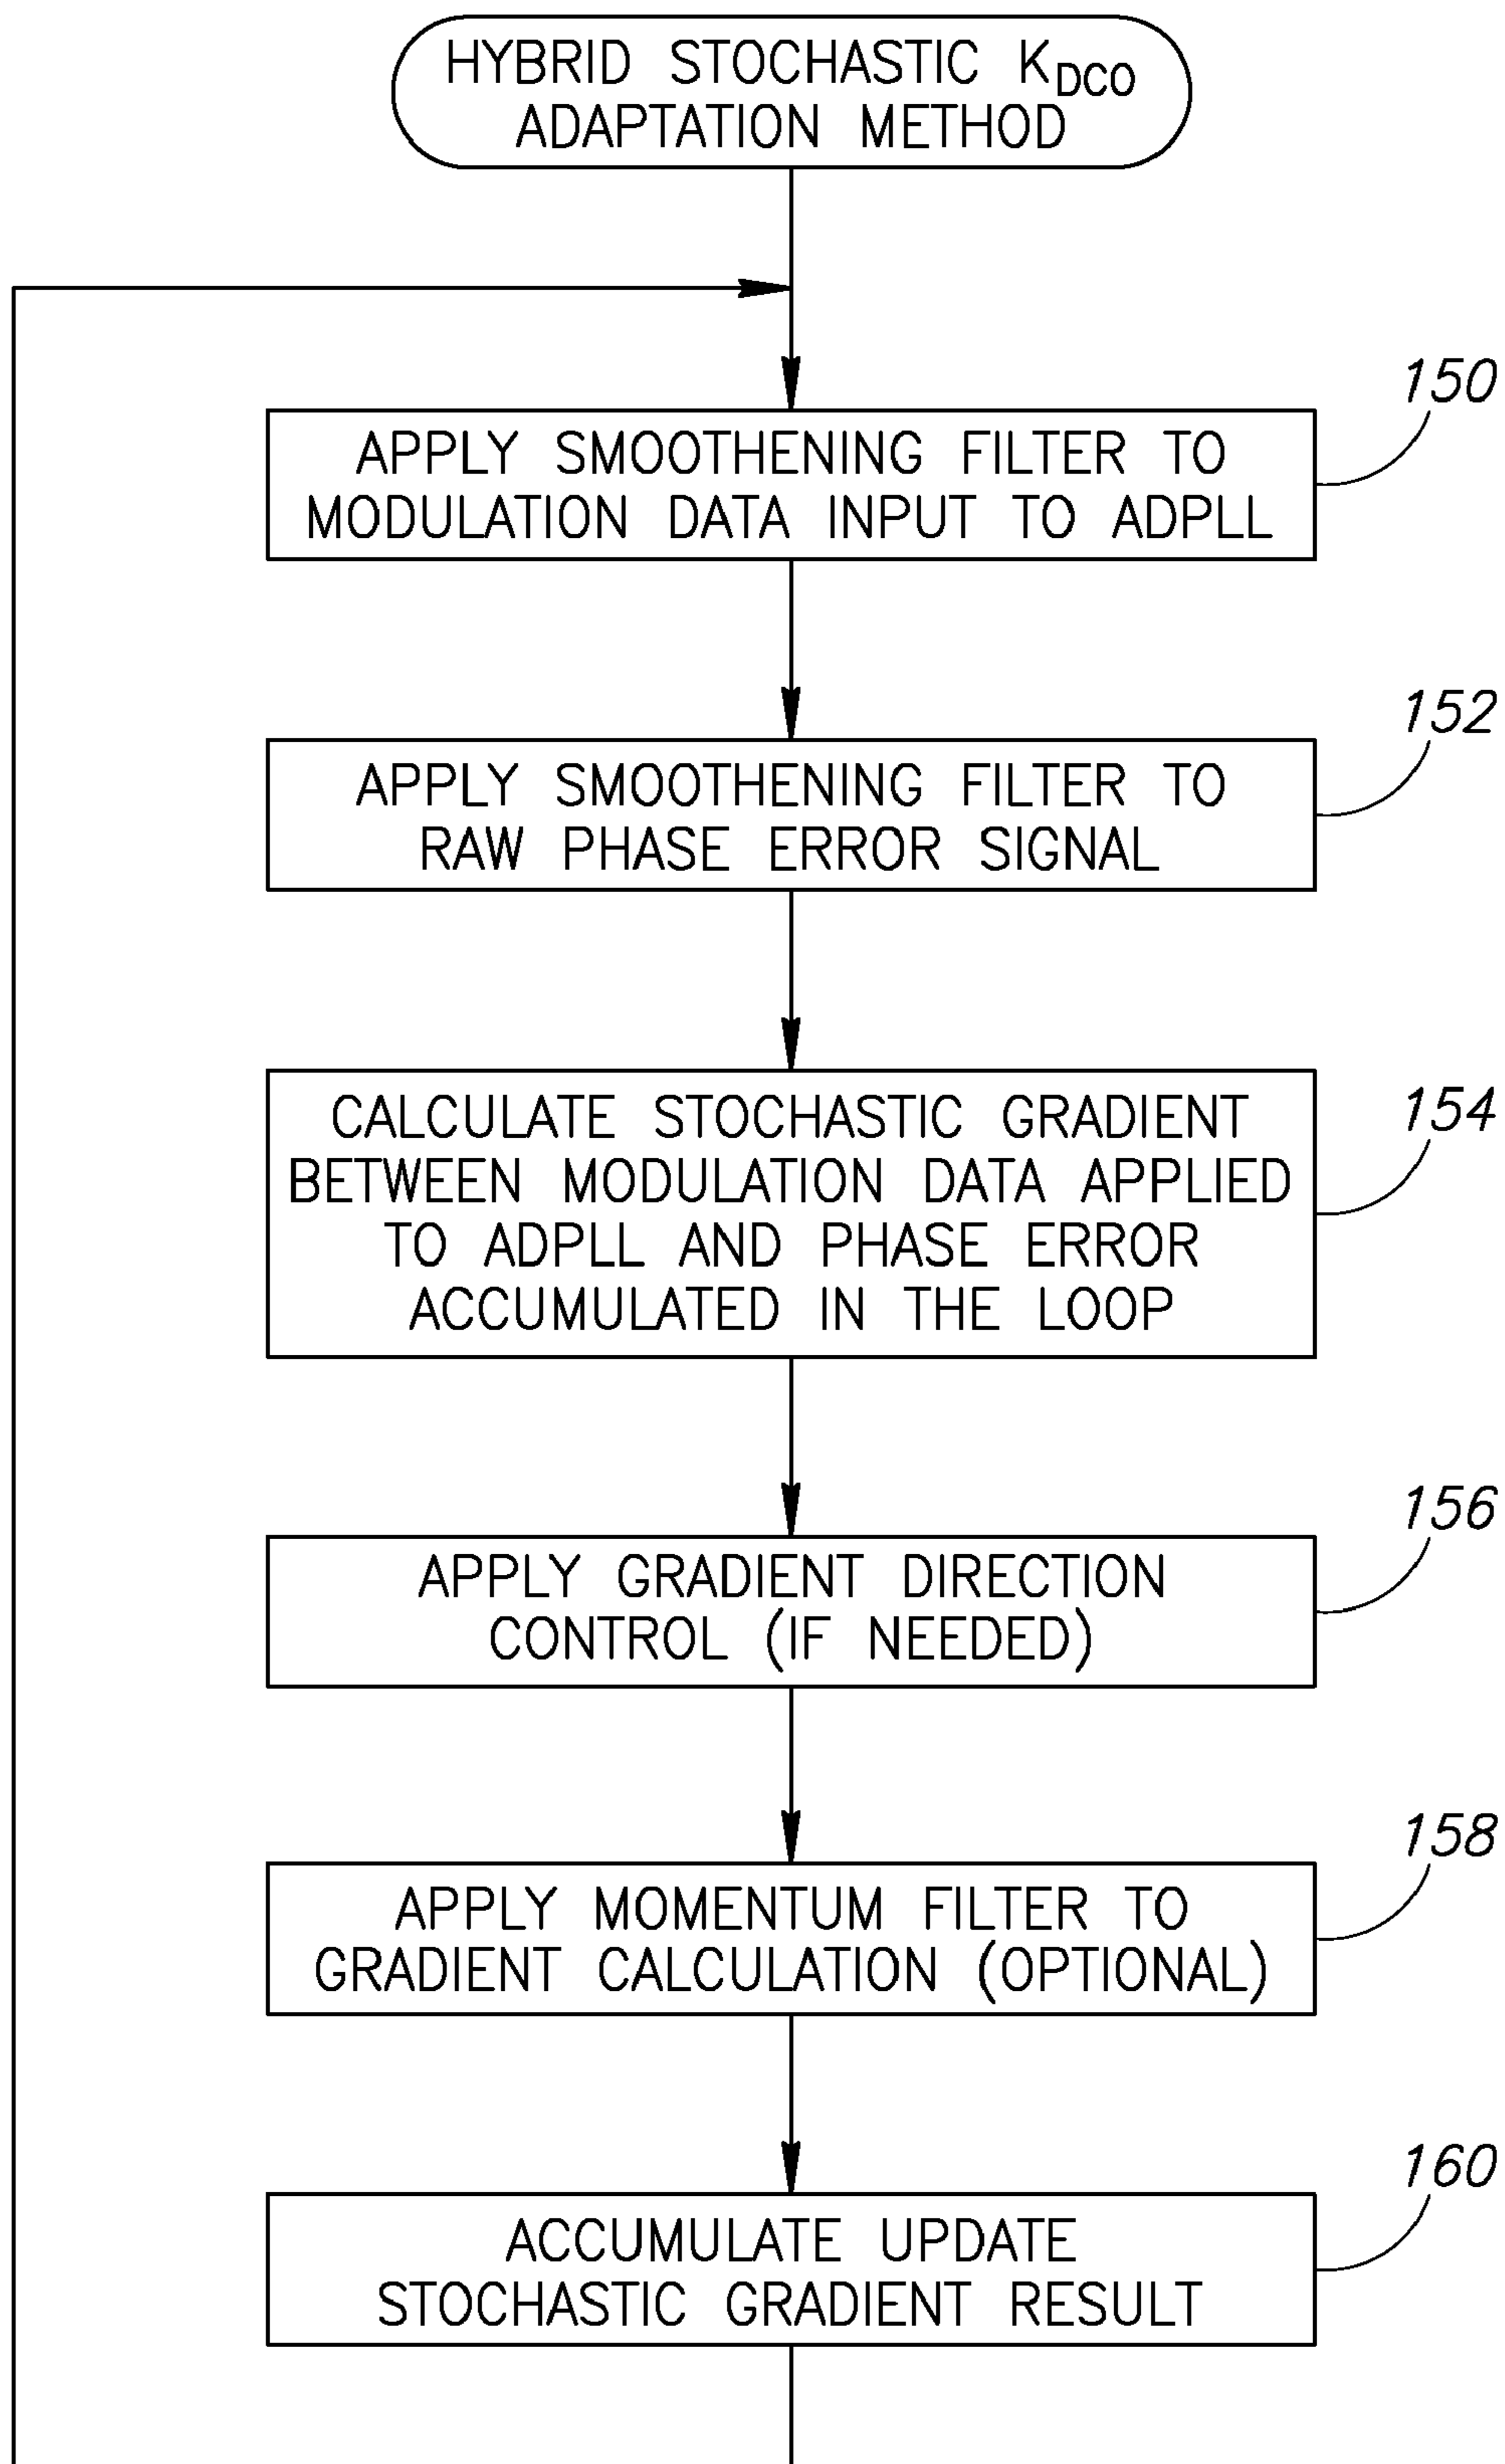 HYBRID STOCHASTIC KDCO
ADAPTATION METHOD
150
APPLY SMOOTHENING FILTER TO
MODULATION DATA INPUT TO ADPLL
152
APPLY SMOOTHENING FILTER TO
RAW PHASE ERROR SIGNAL
154
CALCULATE STOCHASTIC GRADIENT
BETWEEN MODULATION DATA APPLIED
TO ADPLL AND PHASE ERROR
ACCUMULATED IN THE LOOP
156
APPLY GRADIENT DIRECTION
CONTROL (IF NEEDED)
158
APPLY MOMENTUM FILTER TO
GRADIENT CALCULATION (OPTIONAL)
160
ACCUMULATE UPDATE
STOCHASTIC GRADIENT RESULT